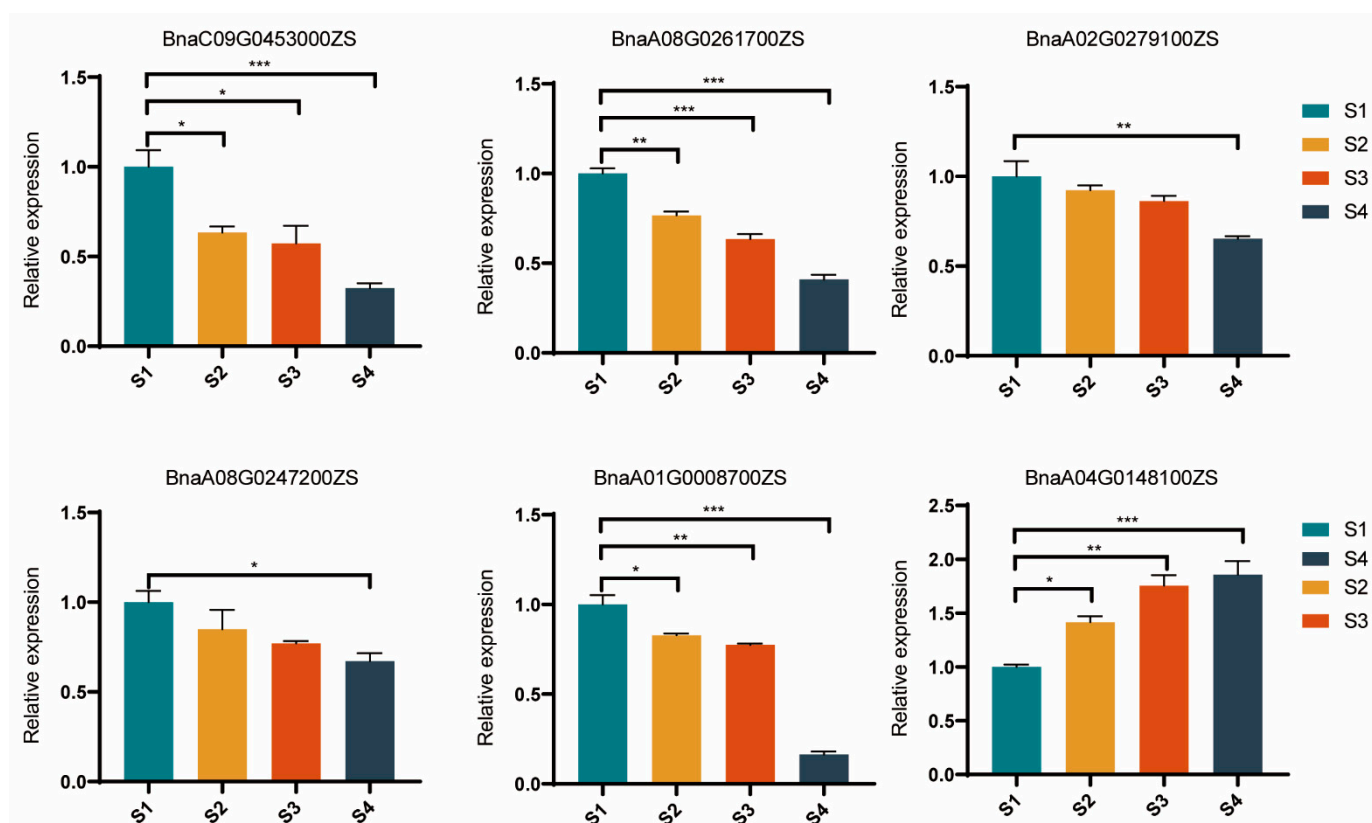 BnaC09G0453000ZS
1.5
1.0
0.5
0.0
Relative expression
***
*
*
S1
S2
S3
S4
BnaA08G0261700ZS
1.5
1.0
0.5
0.0
Relative expression
***
***
**
S1
S2
S3
S4
BnaA02G0279100ZS
1.5
1.0
0.5
0.0
Relative expression
**
S1
S2
S3
S4
S1
S2
S3
S4
BnaA08G0247200ZS
1.5
1.0
0.5
0.0
Relative expression
*
S1
S2
S3
S4
BnaA01G0008700ZS
1.5
1.0
0.5
0.0
Relative expression
***
**
*
S1
S2
S3
S4
BnaA04G0148100ZS
2.5
2.0
1.5
1.0
0.5
0.0
Relative expression
***
**
*
S1
S2
S3
S4
S1
S4
S2
S3